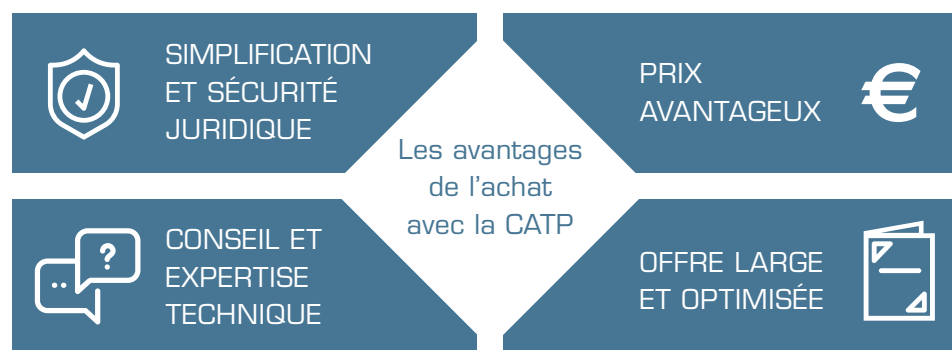 SIMPLIFICATION
ET SÉCURITÉ
JURIDIQUE
PRIX
AVANTAGEUX
€
Les avantages
de l'achat
avec la CATP
CONSEIL ET
EXPERTISE
TECHNIQUE
?
OFFRE LARGE
ET OPTIMISÉE